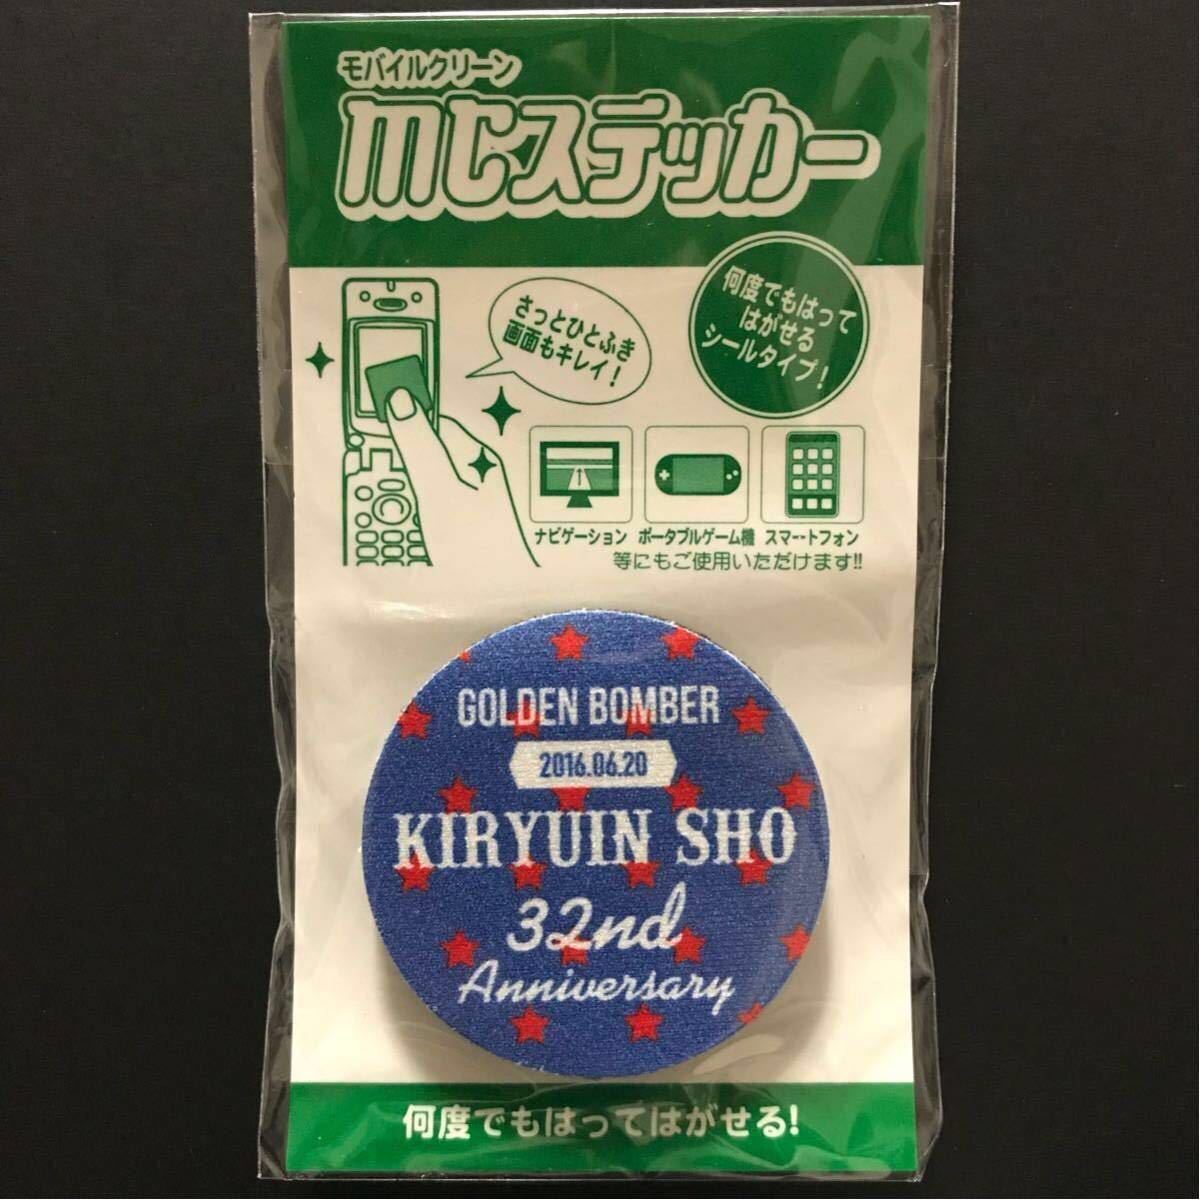 モバイルクリーン
mcステッカー
さっとひとふき
画面もキレイ!
何度でもはって
はがせる
シールタイプ!
ナビゲーション ポータブルゲーム機 スマートフォン
等にもご使用いただけます!!
GOLDEN BOMBER
2016.06.20
KIRYUIN SHO
32nd
Anniversary
何度でもはってはがせる!